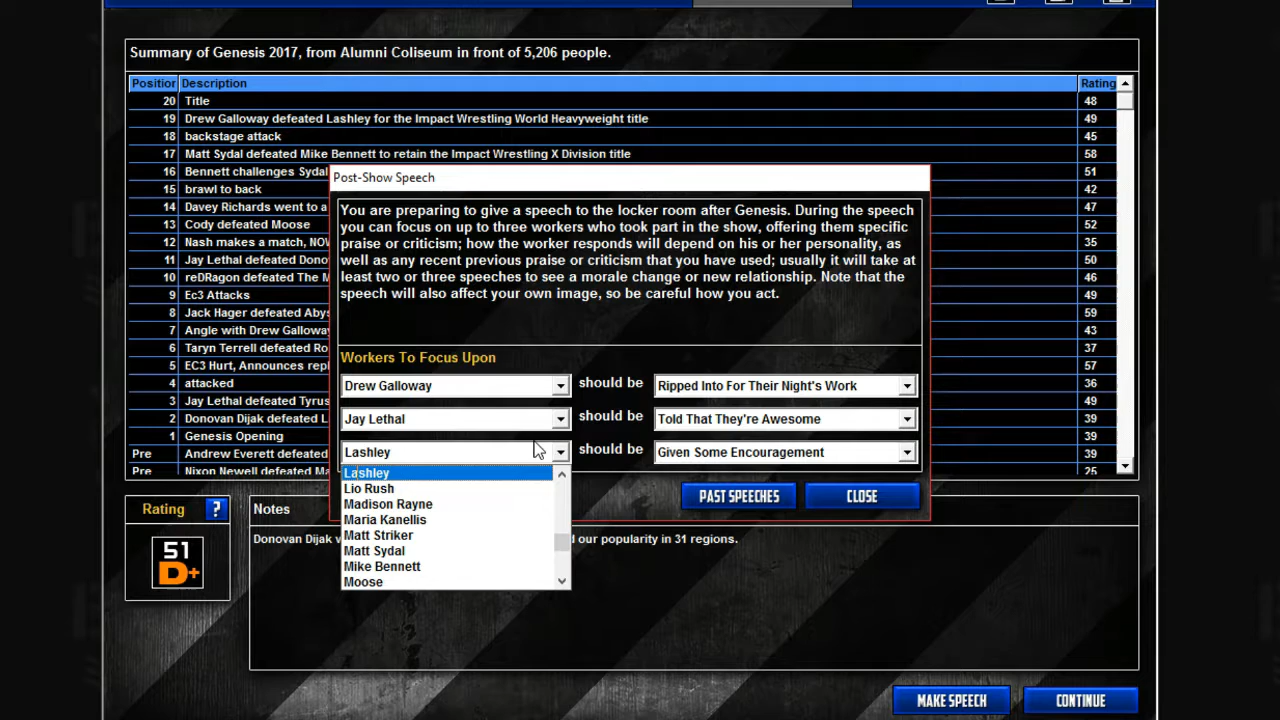 Summary of Genesis 2017, from Alumni Coliseum in front of 5,206 people.
Position Description Rating
20 Title 48
19 Drew Galloway defeated Lashley for the Impact Wrestling World Heavyweight title 49
18 backstage attack 45
17 Matt Sydal defeated Mike Bennett to retain the Impact Wrestling X Division title 58
16 Bennett challenges Sydal 51
15 brawl to back 42
14 Davey Richards went to a 47
13 Cody defeated Moose 52
12 Nash makes a match, NOW 35
11 Jay Lethal defeated Dono 50
10 reDRagon defeated The M 46
9 Ec3 Attacks 49
8 Jack Hager defeated Abys 59
7 Angle with Drew Galloway 43
6 Taryn Terrell defeated Ro 37
5 EC3 Hurt, Announces repl 57
4 attacked 36
3 Jay Lethal defeated Tyrus 49
2 Donovan Dijak defeated L 39
1 Genesis Opening 39
Pre Andrew Everett defeated M 39
Pre Nixon Newell defeated Ma 25
Post-Show Speech
You are preparing to give a speech to the locker room after Genesis. During the speech
you can focus on up to three workers who took part in the show, offering them specific
praise or criticism; how the worker responds will depend on his or her personality, as
well as any recent previous praise or criticism that you have used; usually it will take at
least two or three speeches to see a morale change or new relationship. Note that the
speech will also affect your own image, so be careful how you act.
Workers To Focus Upon
Drew Galloway should be Ripped Into For Their Night's Work
Jay Lethal should be Told That They're Awesome
Lashley should be Given Some Encouragement
Lashley
Lio Rush
Madison Rayne
Maria Kanellis
Matt Striker
Matt Sydal
Mike Bennett
Moose
PAST SPEECHES CLOSE
Rating ?
51
D+
Notes
Donovan Dijak v d our popularity in 31 regions.
MAKE SPEECH CONTINUE